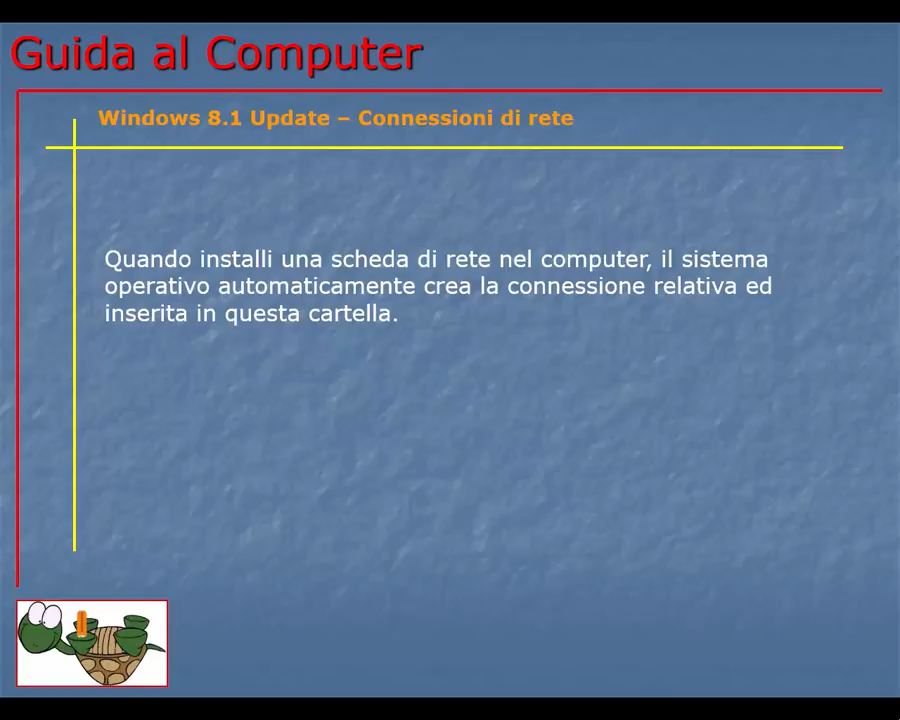 Guida al Computer
Windows 8.1 Update – Connessioni di rete
Quando installi una scheda di rete nel computer, il sistema
operativo automaticamente crea la connessione relativa ed
inserita in questa cartella.